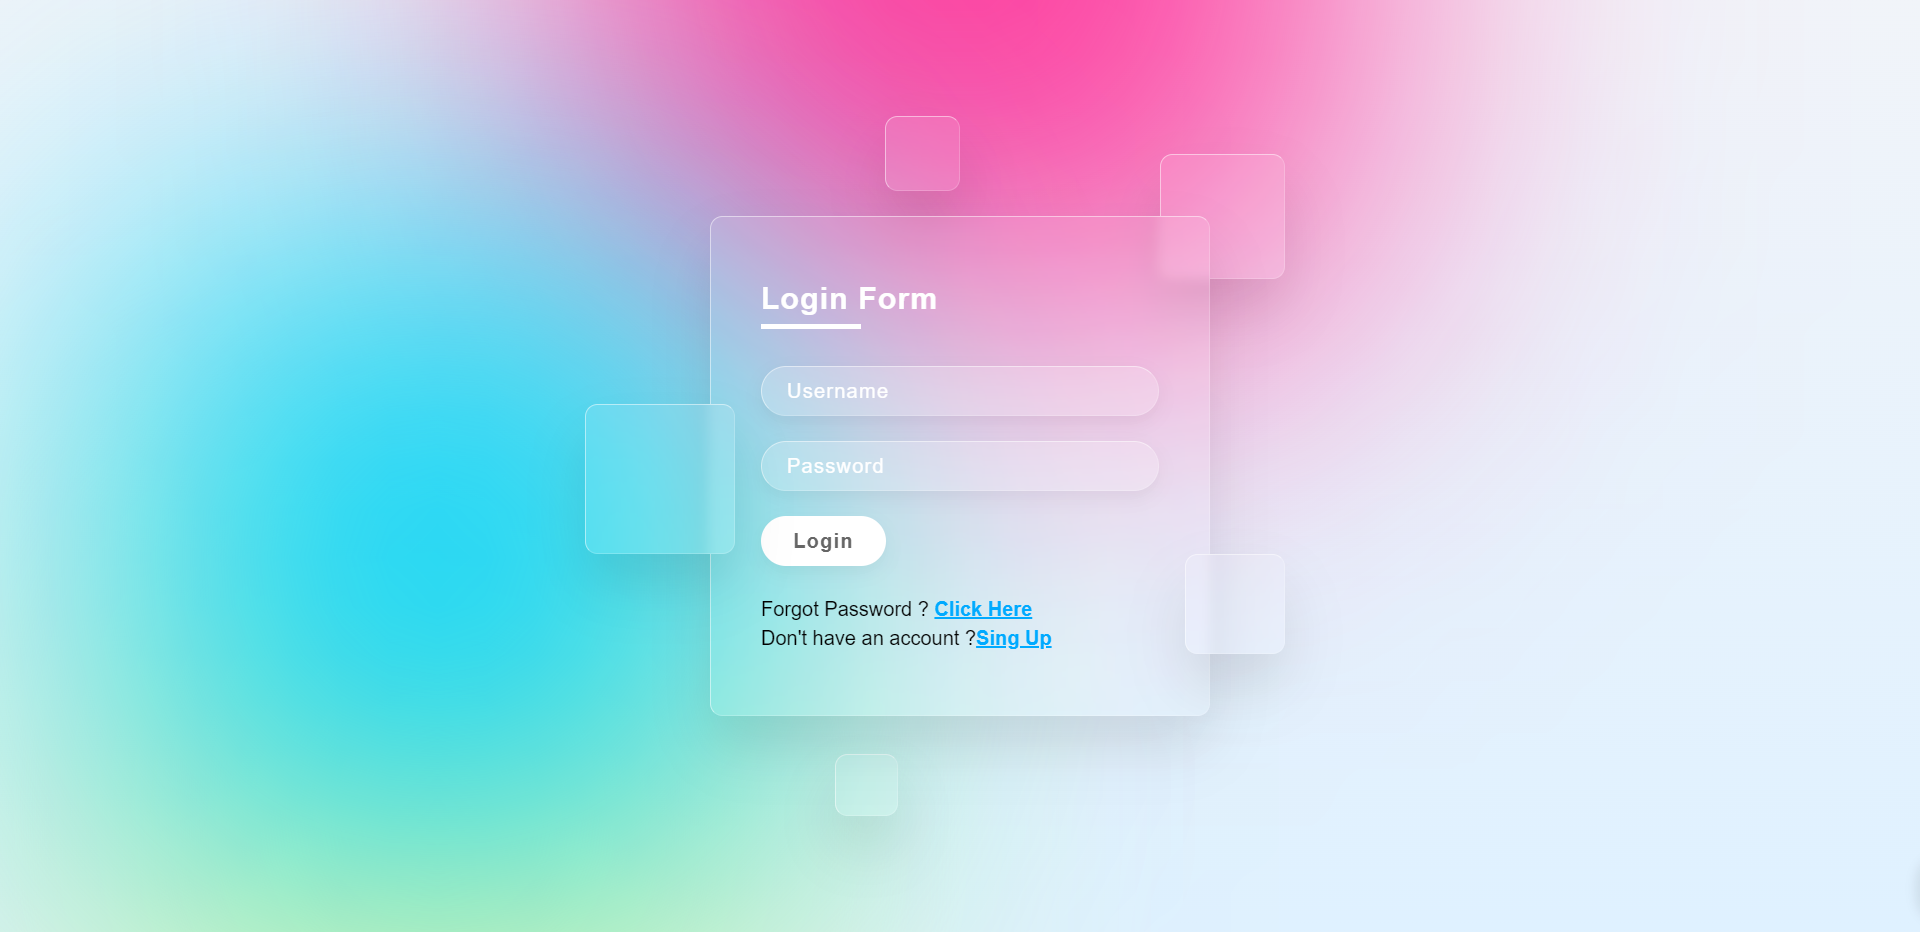 Login Form
Username
Password
Login
Forgot Password ? Click Here
Don't have an account ?Sing Up